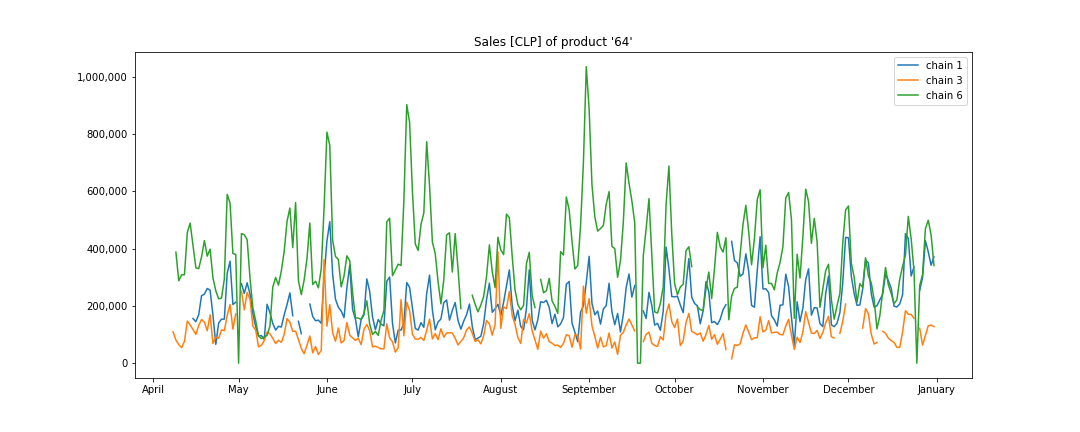 Sales [CLP] of product '64'
chain 1
chain 3
chain 6
1,000,000
800,000
600,000
400,000
200,000
0
April May June July August September October November December January